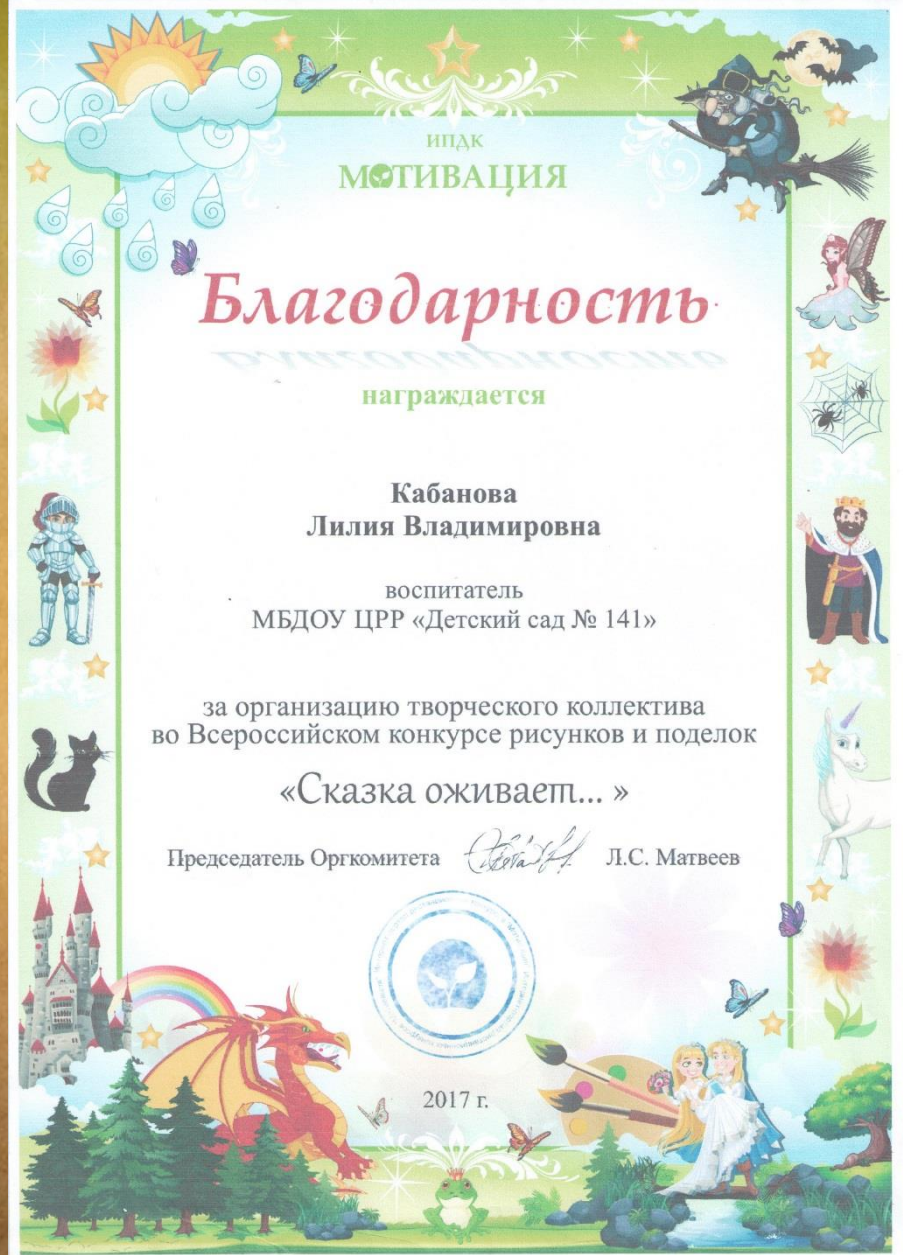 ИПДК
МОТИВАЦИЯ
Благодарность
награждается
Кабанова
Лилия Владимировна
воспитатель
МБДОУ ЦРР «Детский сад № 141»
за организацию творческого коллектива
во Всероссийском конкурсе рисунков и поделок
«Сказка оживает... »
Председатель Оргкомитета Л.С. Матвеев
2017 г.